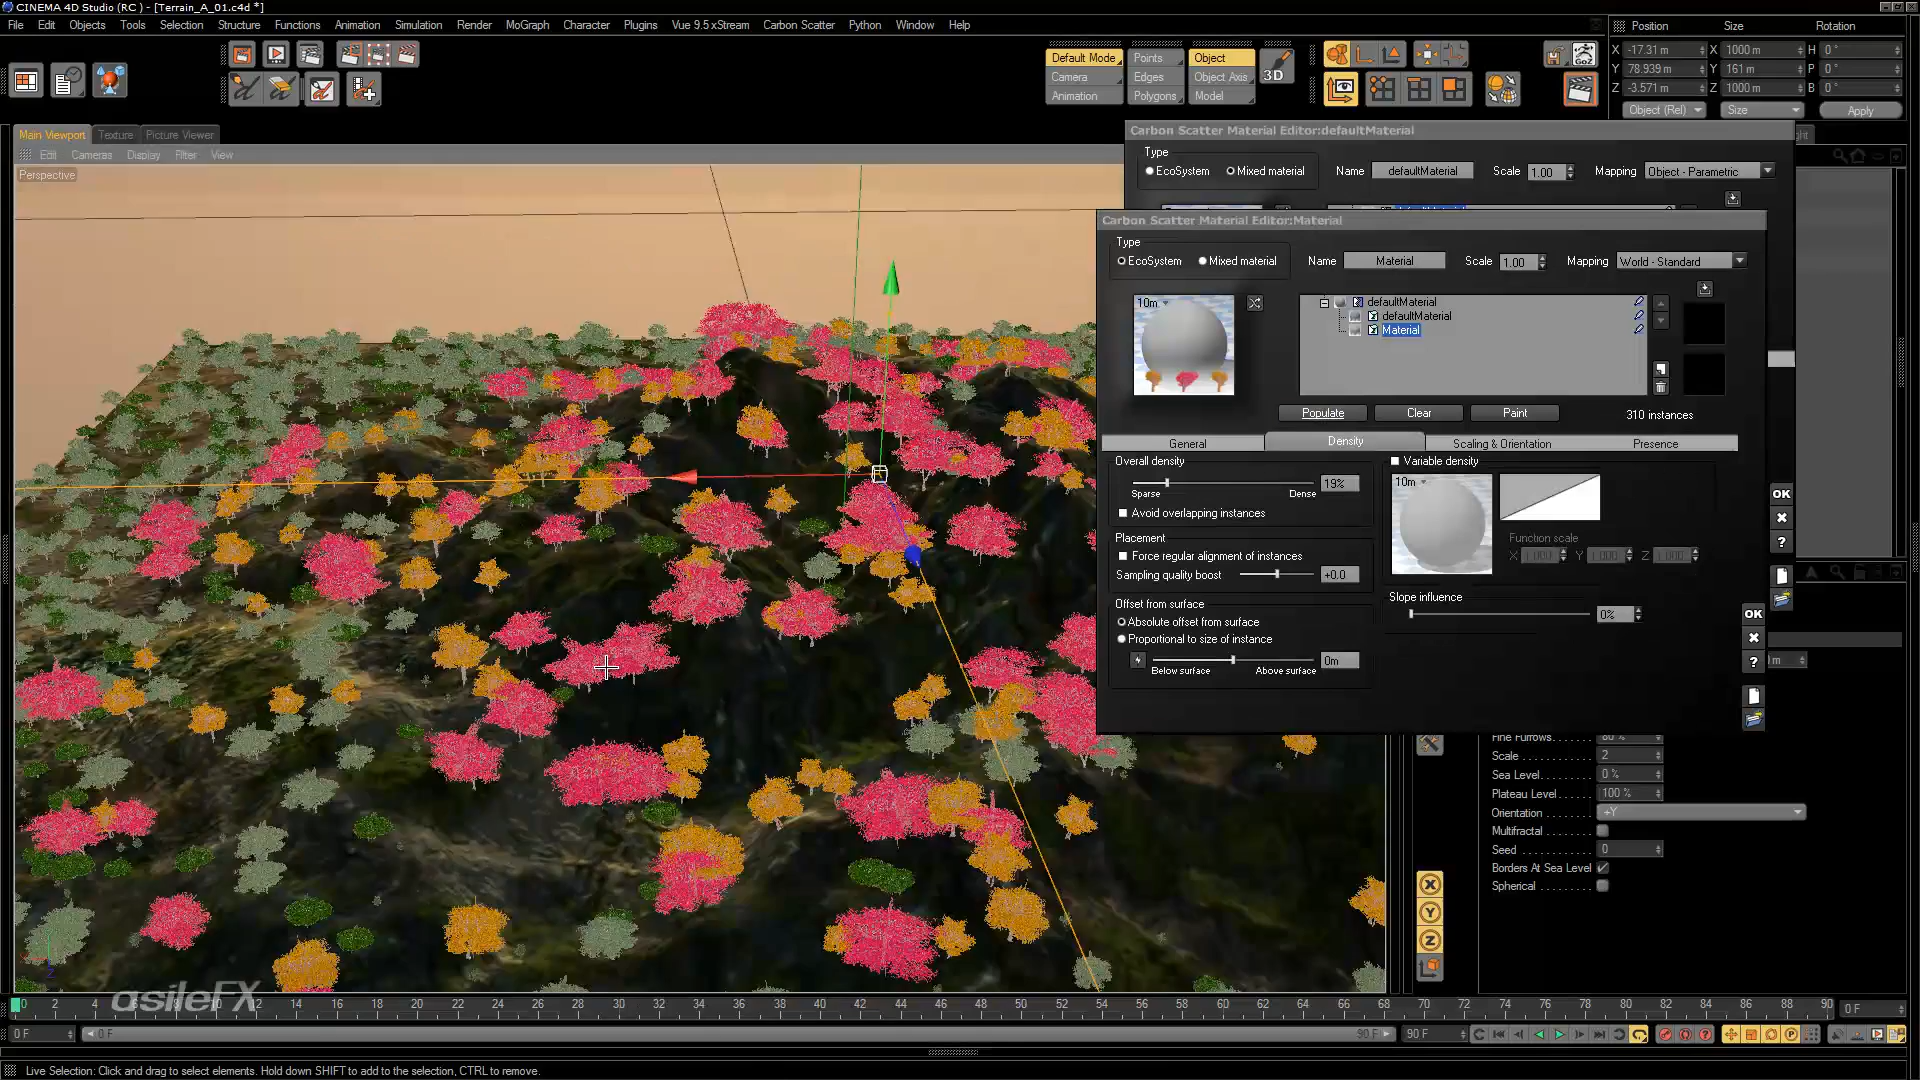 CINEMA 4D Studio (RC ) - [Terrain_A_01.c4d *]
File Edit Objects Tools Selection Structure Functions Animation Simulation Render MoGraph Character Plugins Vue 9.5 xStream Carbon Scatter Python Window Help
Default Mode Points Object
Camera Edges Object Axis
Animation Polygons Model
3D
GoZ
Position Size Rotation
X -17.31 m X 1000 m H 0 °
Y 78.939 m Y 161 m P 0 °
Z -3.571 m Z 1000 m B 0 °
Object (Rel) Size Apply
Main Viewport Texture Picture Viewer
Edit Cameras Display Filter View
Perspective
Carbon Scatter Material Editor:defaultMaterial
Type
EcoSystem Mixed material Name defaultMaterial Scale 1.00 Mapping Object - Parametric
Carbon Scatter Material Editor:Material
Type
EcoSystem Mixed material Name Material Scale 1.00 Mapping World - Standard
10m
defaultMaterial
defaultMaterial
Material
Populate Clear Paint 310 instances
General Density Scaling & Orientation Presence
Overall density
19%
Sparse Dense
Avoid overlapping instances
Placement
Force regular alignment of instances
Sampling quality boost +0.0
Offset from surface
Absolute offset from surface
Proportional to size of instance
0m
Below surface Above surface
Variable density
10m
Function scale
X 1.000 Y 1.000 Z 1.000
Slope influence
0%
OK
?
OK
?
Fine Furrows 80 %
Scale 2
Sea Level 0 %
Plateau Level 100 %
Orientation +Y
Multifractal
Seed 0
Borders At Sea Level
Spherical
X
Y
Z
asileFX
0 2 4 8 10 12 14 16 18 20 22 24 26 28 30 32 34 36 38 40 42 44 46 48 50 52 54 56 58 60 62 64 66 68 70 72 74 76 78 80 82 84 86 88 90 0 F
0 F 0 F 90 F 90 F
Live Selection: Click and drag to select elements. Hold down SHIFT to add to the selection, CTRL to remove.